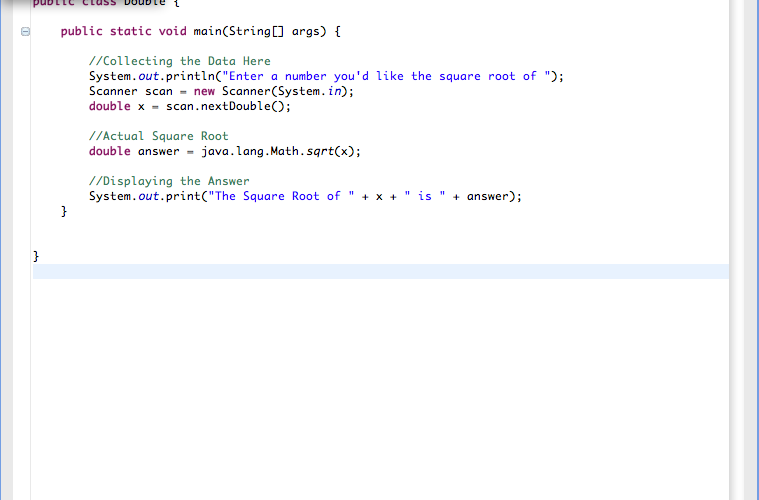 public class Double {
public static void main(String[] args) {
//Collecting the Data Here
System.out.println("Enter a number you'd like the square root of ");
Scanner scan = new Scanner(System.in);
double x = scan.nextDouble();
//Actual Square Root
double answer = java.lang.Math.sqrt(x);
//Displaying the Answer
System.out.print("The Square Root of " + x + " is " + answer);
}
}